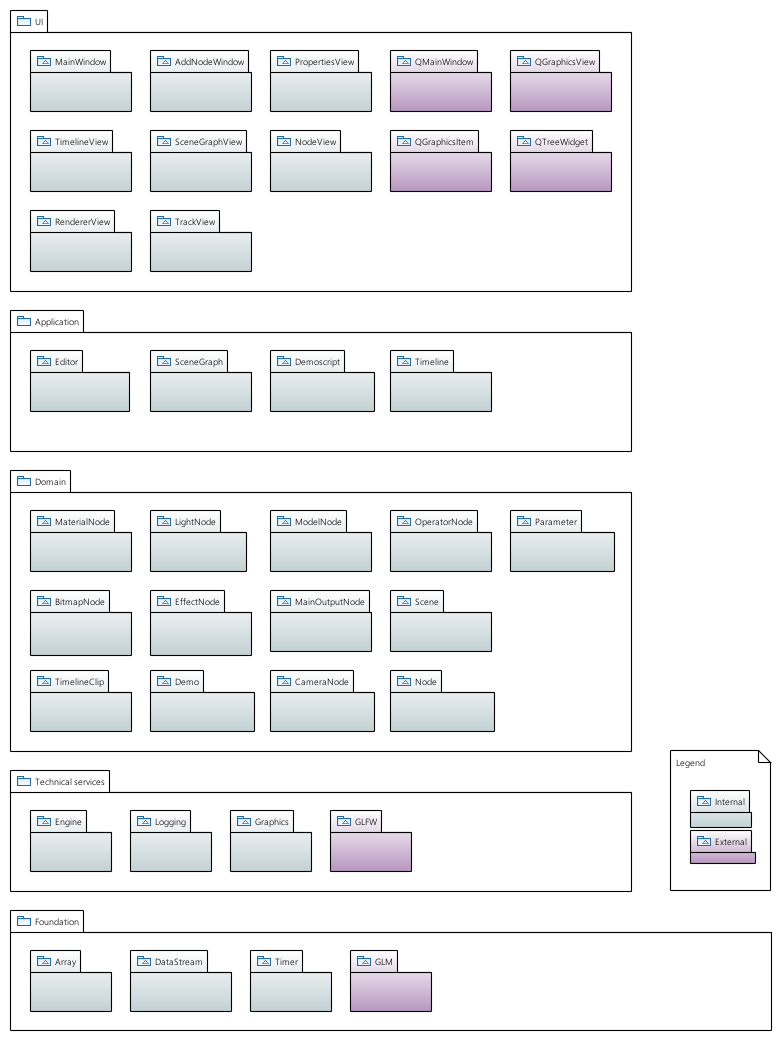 UI
MainWindow AddNodeWindow PropertiesView QMainWindow QGraphicsView
TimelineView SceneGraphView NodeView QGraphicsItem QTreeWidget
RendererView TrackView
Application
Editor SceneGraph Demoscript Timeline
Domain
MaterialNode LightNode ModelNode OperatorNode Parameter
BitmapNode EffectNode MainOutputNode Scene
TimelineClip Demo CameraNode Node
Technical services
Engine Logging Graphics GLFW
Legend
Internal
External
Foundation
Array DataStream Timer GLM